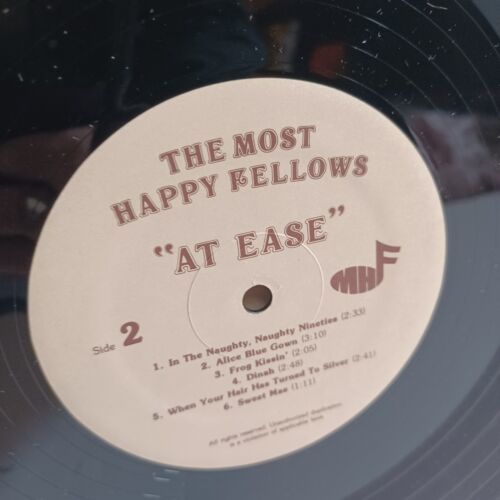 THE MOST
HAPPY FELLOWS
"AT EASE"
MHF
Side 2
1. In The Naughty, Naughty Nineties (2:33)
2. Alice Blue Gown (3:10)
3. Frog Kissin' (2:05)
4. Dinah (2:48)
5. When Your Hair Has Turned To Silver (2:41)
6. Sweet Mae (1:11)
All rights reserved. Unauthorized duplication
is a violation of applicable laws.